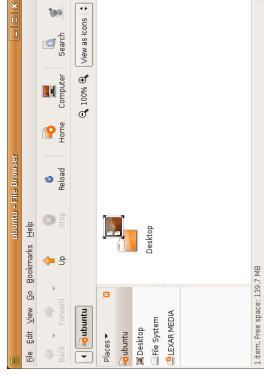 ubuntu - File Browser
File Edit View Go Bookmarks Help
Back Forward Up Stop Reload Home Computer Search
ubuntu 100% View as Icons
Places
ubuntu
Desktop
File System
LEXAR MEDIA
Desktop
1 item, Free space: 139.7 MB